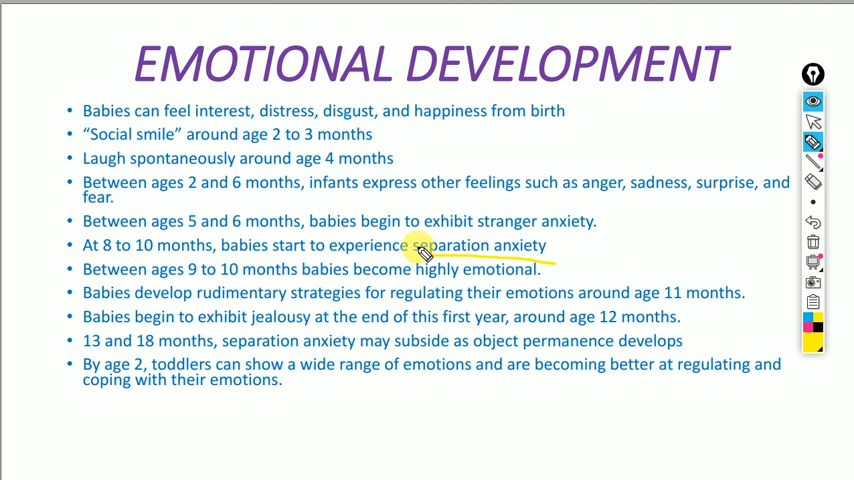 EMOTIONAL DEVELOPMENT
• Babies can feel interest, distress, disgust, and happiness from birth
• “Social smile” around age 2 to 3 months
• Laugh spontaneously around age 4 months
• Between ages 2 and 6 months, infants express other feelings such as anger, sadness, surprise, and
fear.
• Between ages 5 and 6 months, babies begin to exhibit stranger anxiety.
• At 8 to 10 months, babies start to experience separation anxiety
• Between ages 9 to 10 months babies become highly emotional.
• Babies develop rudimentary strategies for regulating their emotions around age 11 months.
• Babies begin to exhibit jealousy at the end of this first year, around age 12 months.
• 13 and 18 months, separation anxiety may subside as object permanence develops
• By age 2, toddlers can show a wide range of emotions and are becoming better at regulating and
coping with their emotions.